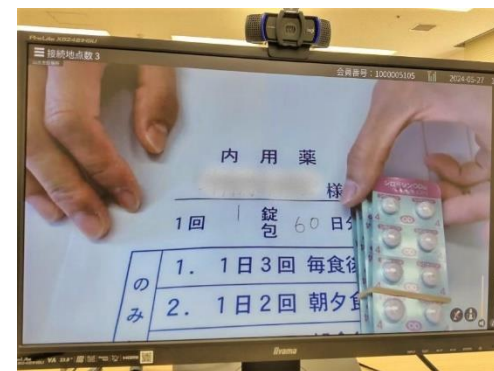 接続地点数 3
会員番号：1000005105
2024-05-27
内用薬
様
1回 1 錠 包 60 日分
1. 1日3回 毎食後
2. 1日2回 朝夕食
のみ
iiyama